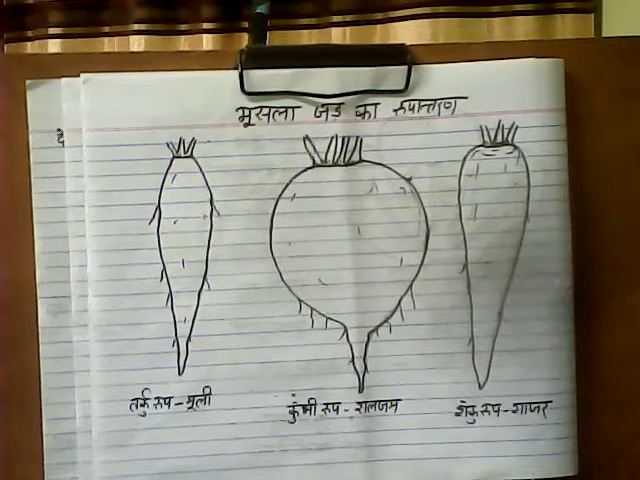 मूसला जड़ का रूपान्तरण
तर्कु रूप - मूली
कुंभी रूप - शलजम
शंकु रूप - गाजर